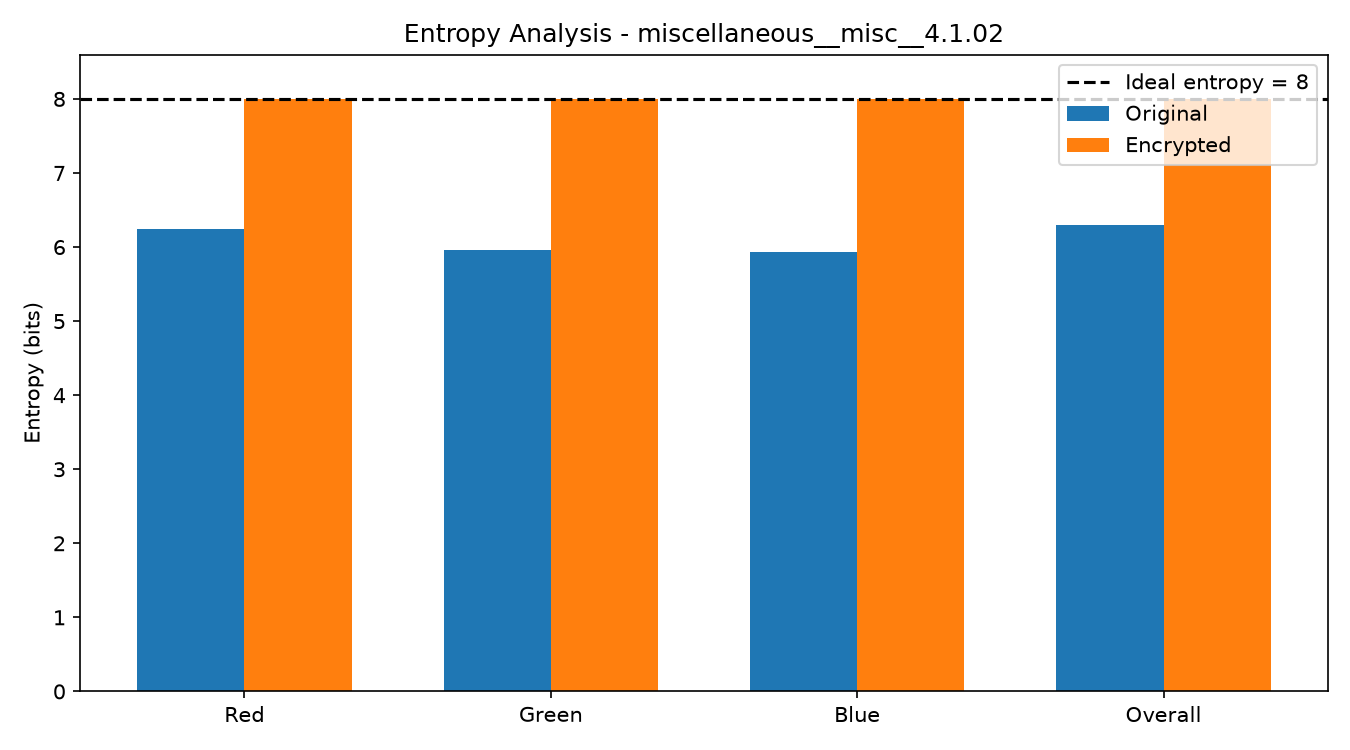 Entropy Analysis - miscellaneous__misc__4.1.02
Ideal entropy = 8
Original
Encrypted
Entropy (bits)
8
7
6
5
4
3
2
1
0
Red Green Blue Overall